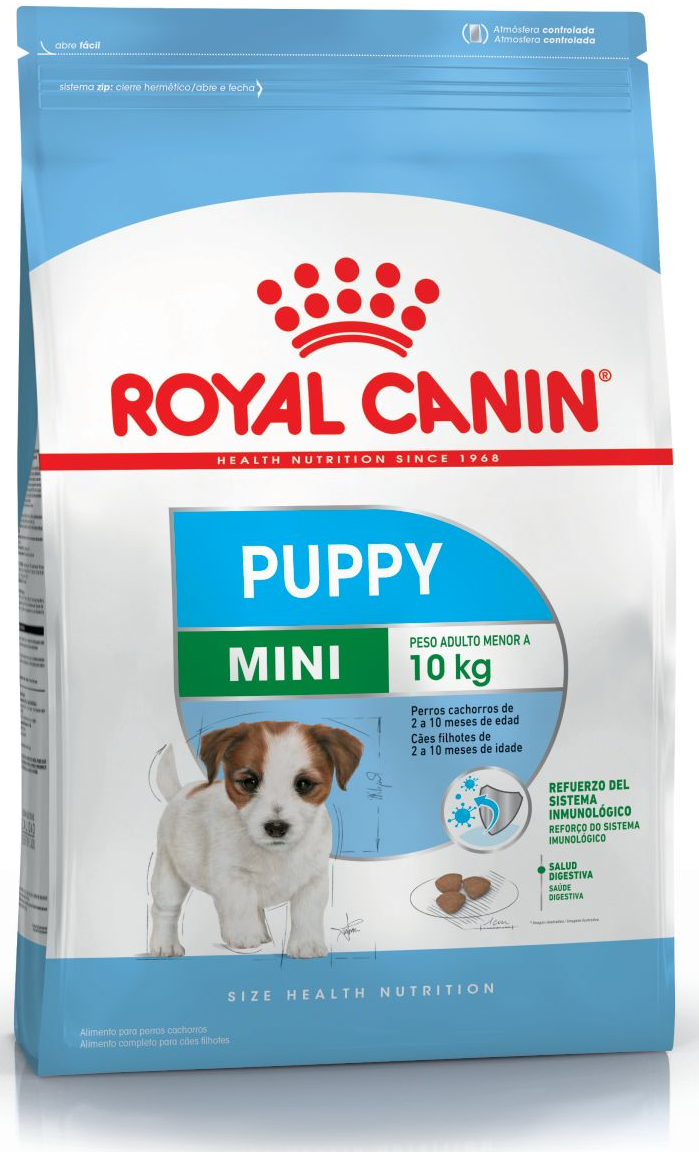 abre fácil
Atmósfera controlada
Atmosfera controlada
sistema zip: cierre hermético/abre e fecha
ROYAL CANIN®
HEALTH NUTRITION SINCE 1968
PUPPY
MINI
PESO ADULTO MENOR A
10 kg
Perros cachorros de
2 a 10 meses de edad
Cães filhotes de
2 a 10 meses de idade
REFUERZO DEL
SISTEMA
INMUNOLÓGICO
REFORÇO DO SISTEMA
IMUNOLÓGICO
SALUD
DIGESTIVA
SAÚDE
DIGESTIVA
1cm
SIZE HEALTH NUTRITION
Alimento para perros cachorros
Alimento completo para cães filhotes